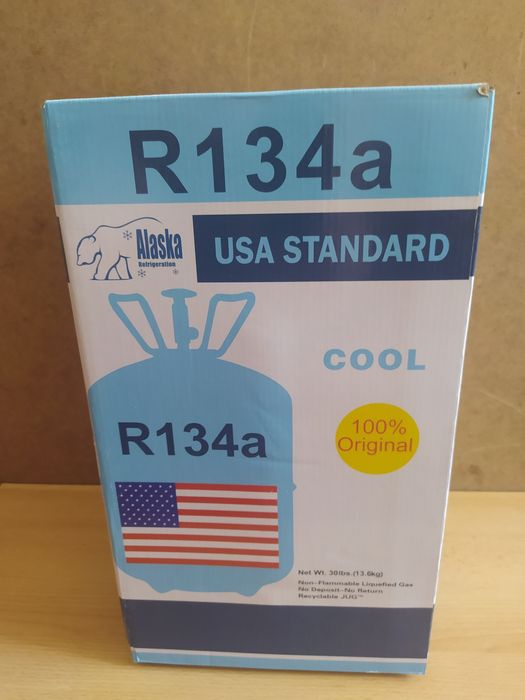 R134a
Alaska
Refrigeration
USA STANDARD
COOL
R134a
100%
Original
Net Wt. 30lbs.(13.6kg)
Non-Flammable Liquefied Gas
No Deposit-No Return
Recyclable JUG™